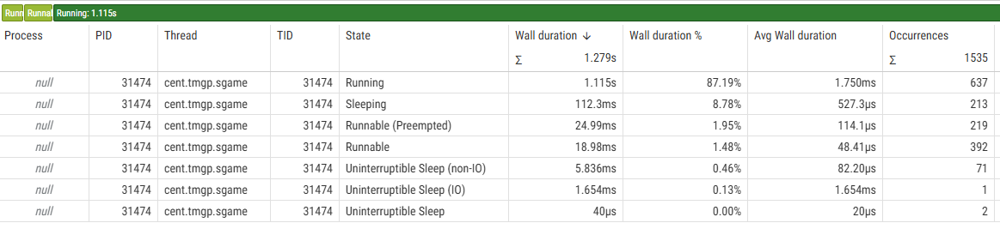 Runn Runnal Running: 1.115s
Process PID Thread TID State Wall duration ↓ Wall duration % Avg Wall duration Occurrences
Σ 1.279s Σ 1535
null 31474 cent.tmgp.sgame 31474 Running 1.115s 87.19% 1.750ms 637
null 31474 cent.tmgp.sgame 31474 Sleeping 112.3ms 8.78% 527.3µs 213
null 31474 cent.tmgp.sgame 31474 Runnable (Preempted) 24.99ms 1.95% 114.1µs 219
null 31474 cent.tmgp.sgame 31474 Runnable 18.98ms 1.48% 48.41µs 392
null 31474 cent.tmgp.sgame 31474 Uninterruptible Sleep (non-IO) 5.836ms 0.46% 82.20µs 71
null 31474 cent.tmgp.sgame 31474 Uninterruptible Sleep (IO) 1.654ms 0.13% 1.654ms 1
null 31474 cent.tmgp.sgame 31474 Uninterruptible Sleep 40µs 0.00% 20µs 2